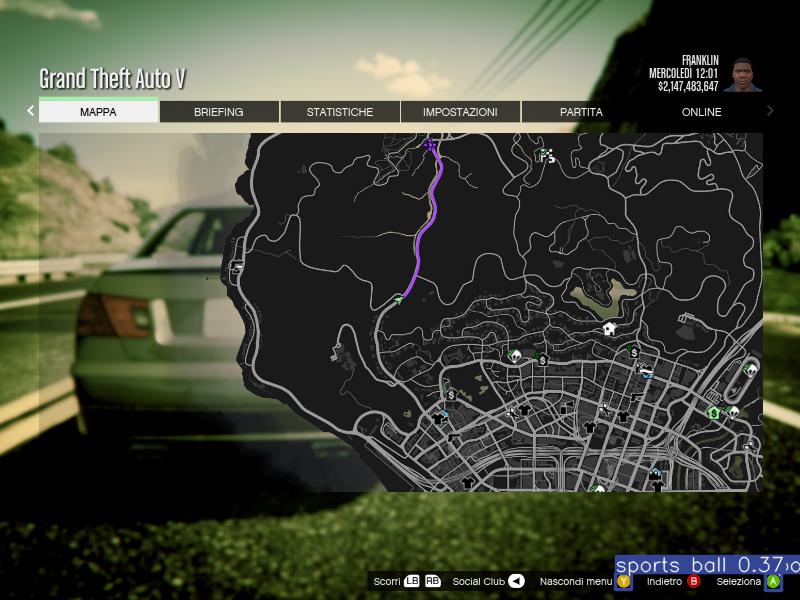 Grand Theft Auto V
FRANKLIN
MERCOLEDÌ 12:01
$2,147,483,647
MAPPA
BRIEFING
STATISTICHE
IMPOSTAZIONI
PARTITA
ONLINE
sports ball 0.37
Scorri LB RB Social Club Nascondi menu Y Indietro B Seleziona A